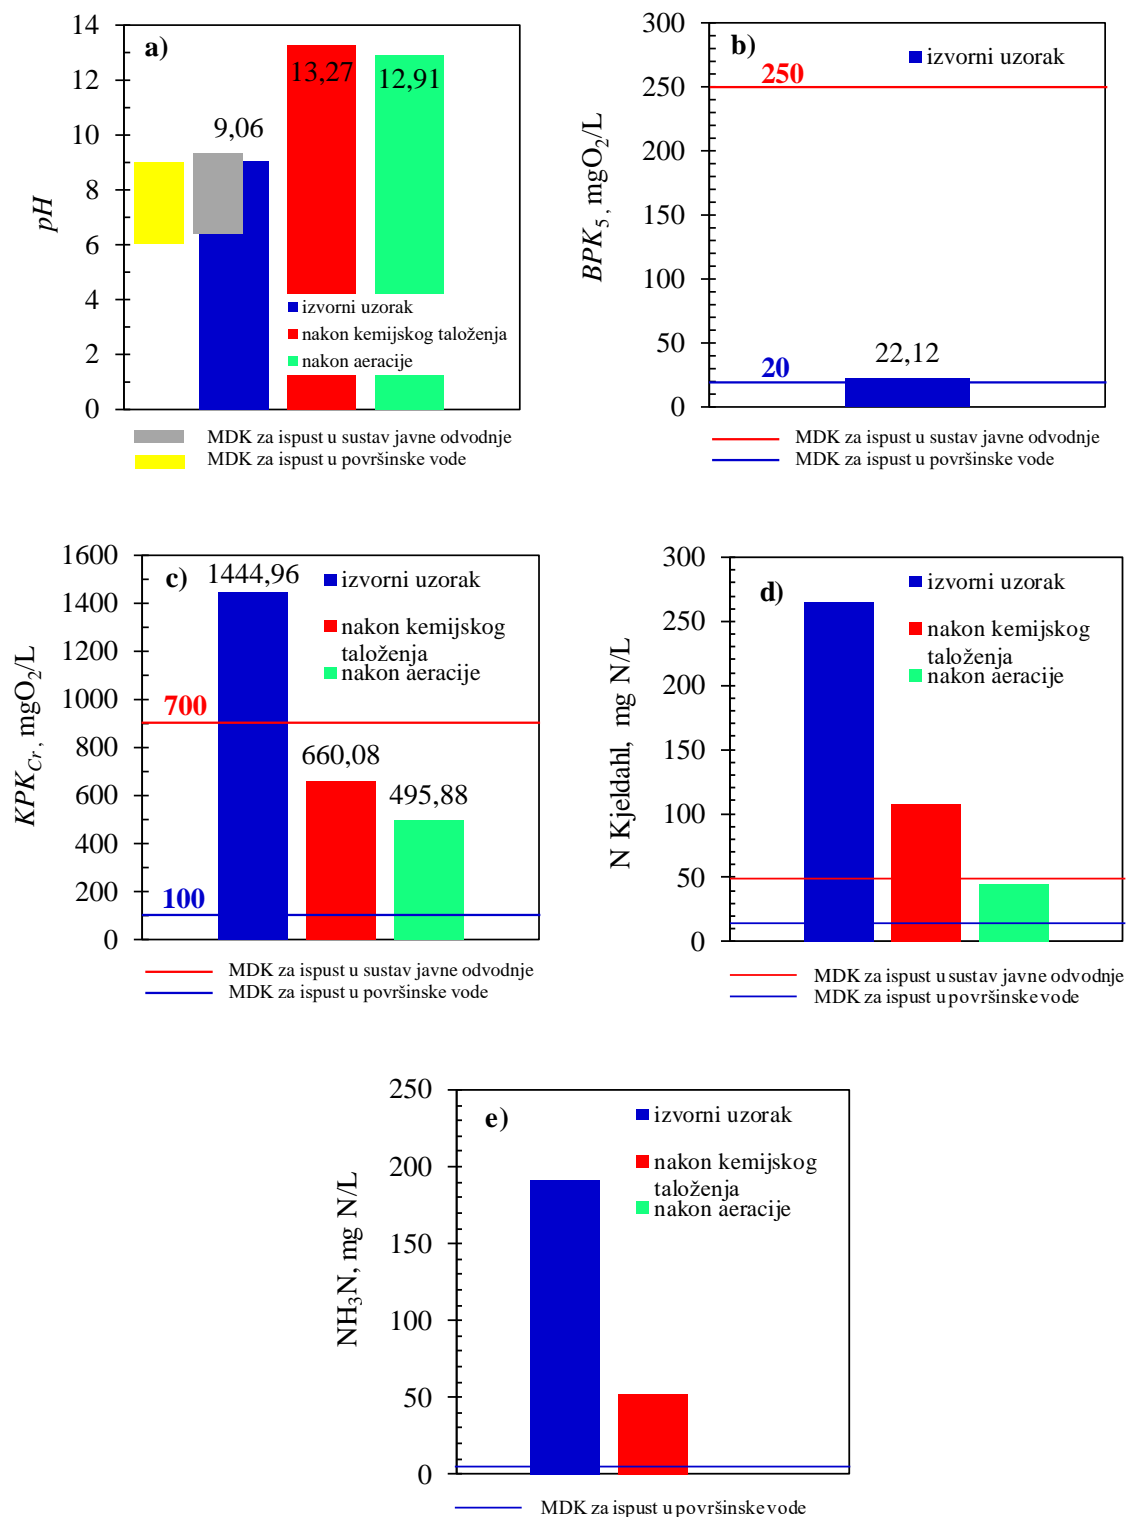 a)
14
12
10
8
6
4
2
0
pH
9,06
13,27
12,91
izvorni uzorak
nakon kemijskog taloženja
nakon aeracije
MDK za ispust u sustav javne odvodnje
MDK za ispust u površinske vode
b)
300
250
200
150
100
50
0
BPK5, mgO2/L
izvorni uzorak
250
22,12
20
MDK za ispust u sustav javne odvodnje
MDK za ispust u površinske vode
c)
1600
1400
1200
1000
800
600
400
200
0
KPKCr, mgO2/L
1444,96
izvorni uzorak
nakon kemijskog
taloženja
nakon aeracije
700
660,08
495,88
100
MDK za ispust u sustav javne odvodnje
MDK za ispust u površinske vode
d)
300
250
200
150
100
50
0
N Kjeldahl, mg N/L
izvorni uzorak
nakon kemijskog
taloženja
nakon aeracije
MDK za ispust u sustav javne odvodnje
MDK za ispust u površinske vode
e)
250
200
150
100
50
0
NH3N, mg N/L
izvorni uzorak
nakon kemijskog
taloženja
nakon aeracije
MDK za ispust u površinske vode